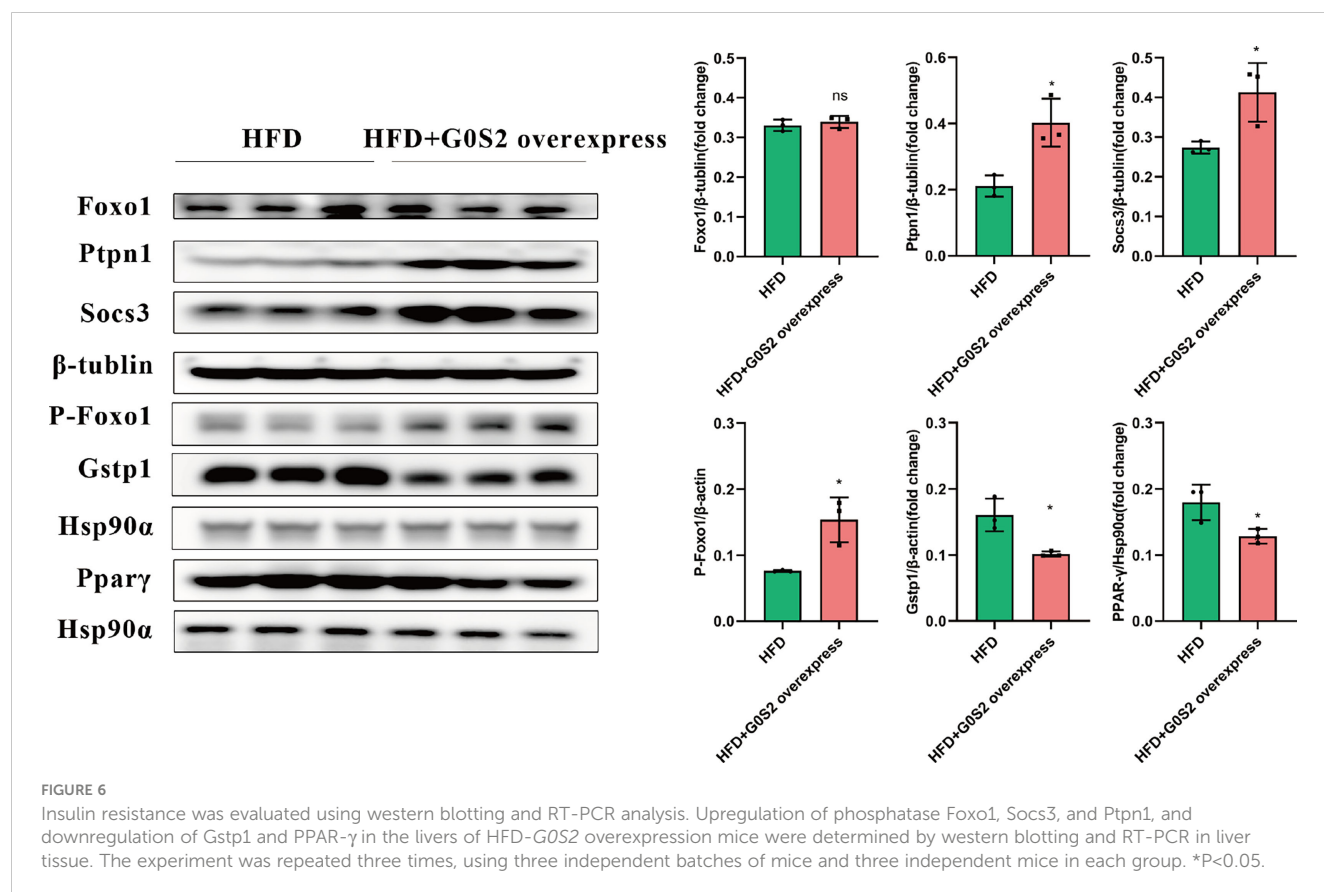 HFD HFD+G0S2 overexpress
Foxo1
Ptpn1
Socs3
β-tublin
P-Foxo1
Gstp1
Hsp90α
Pparγ
Hsp90α
Foxo1/β-tublin(fold change)
0.5
0.4
0.3
0.2
0.1
0.0
ns
HFD
HFD+G0S2 overexpress
Ptpn1/β-tublin(fold change)
0.6
0.4
0.2
0.0
*
HFD
HFD+G0S2 overexpress
Socs3/β-tublin(fold change)
0.5
0.4
0.3
0.2
0.1
0.0
*
HFD
HFD+G0S2 overexpress
P-Foxo1/β-actin
0.3
0.2
0.1
0.0
*
HFD
HFD+G0S2 overexpress
Gstp1/β-actin(fold change)
0.3
0.2
0.1
0.0
*
HFD
HFD+G0S2 overexpress
PPAR-γ/Hsp90α(fold change)
0.3
0.2
0.1
0.0
*
HFD
HFD+G0S2 overexpress
FIGURE 6
Insulin resistance was evaluated using western blotting and RT-PCR analysis. Upregulation of phosphatase Foxo1, Socs3, and Ptpn1, and
downregulation of Gstp1 and PPAR-γ in the livers of HFD-G0S2 overexpression mice were determined by western blotting and RT-PCR in liver
tissue. The experiment was repeated three times, using three independent batches of mice and three independent mice in each group. *P<0.05.